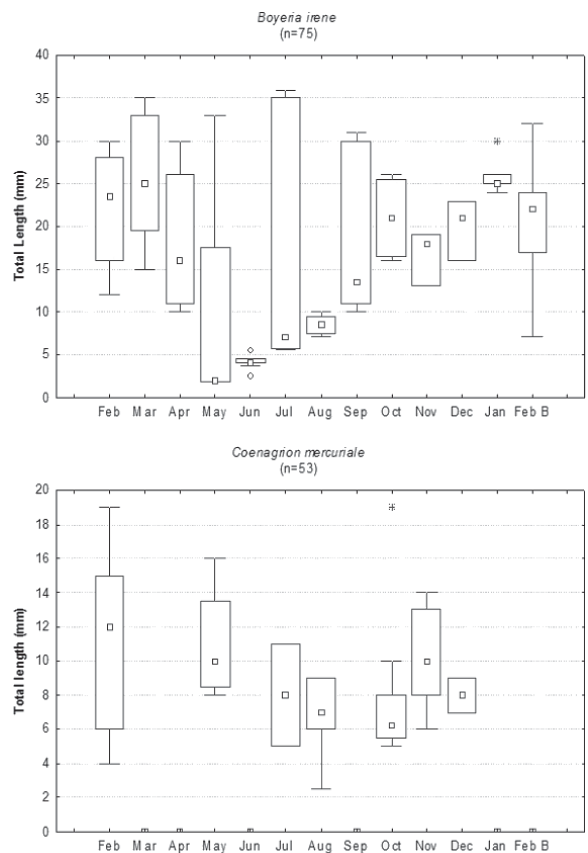 Boyeria irene
(n=75)
Total Length (mm)
40
35
30
25
20
15
10
5
0
Feb Mar Apr May Jun Jul Aug Sep Oct Nov Dec Jan Feb B
Coenagrion mercuriale
(n=53)
Total length (mm)
20
18
16
14
12
10
8
6
4
2
0
Feb Mar Apr May Jun Jul Aug Sep Oct Nov Dec Jan Feb B